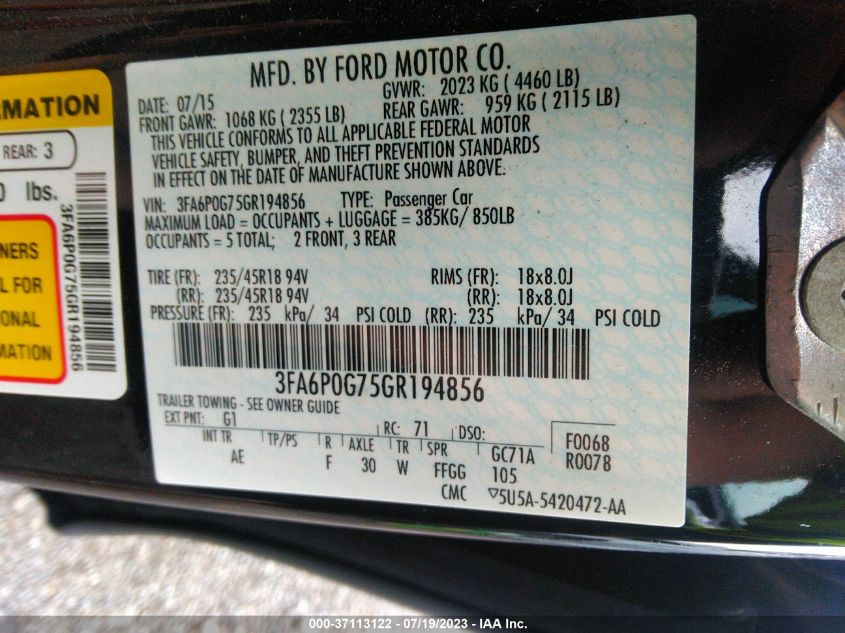 MFD. BY FORD MOTOR CO.
DATE: 07/15 GVWR: 2023 KG ( 4460 LB)
FRONT GAWR: 1068 KG ( 2355 LB) REAR GAWR: 959 KG ( 2115 LB)
THIS VEHICLE CONFORMS TO ALL APPLICABLE FEDERAL MOTOR
VEHICLE SAFETY, BUMPER, AND THEFT PREVENTION STANDARDS
IN EFFECT ON THE DATE OF MANUFACTURE SHOWN ABOVE.
VIN: 3FA6P0G75GR194856 TYPE: Passenger Car
MAXIMUM LOAD = OCCUPANTS + LUGGAGE = 385KG/ 850LB
OCCUPANTS = 5 TOTAL; 2 FRONT, 3 REAR
TIRE (FR): 235/45R18 94V RIMS (FR): 18x8.0J
(RR): 235/45R18 94V (RR): 18x8.0J
PRESSURE (FR): 235 kPa/ 34 PSI COLD (RR): 235 kPa/ 34 PSI COLD
3FA6P0G75GR194856
TRAILER TOWING - SEE OWNER GUIDE
EXT PNT: G1 RC: 71 DSO: F0068
INT TR TP/PS R AXLE TR SPR GC71A R0078
AE F 30 W FFGG 105
CMC 5U5A-5420472-AA
RMATION
REAR: 3
0 lbs.
3FA6P0G75GR194856
NERS
L FOR
ONAL
MATION
000-37113122 - 07/19/2023 - IAA Inc.